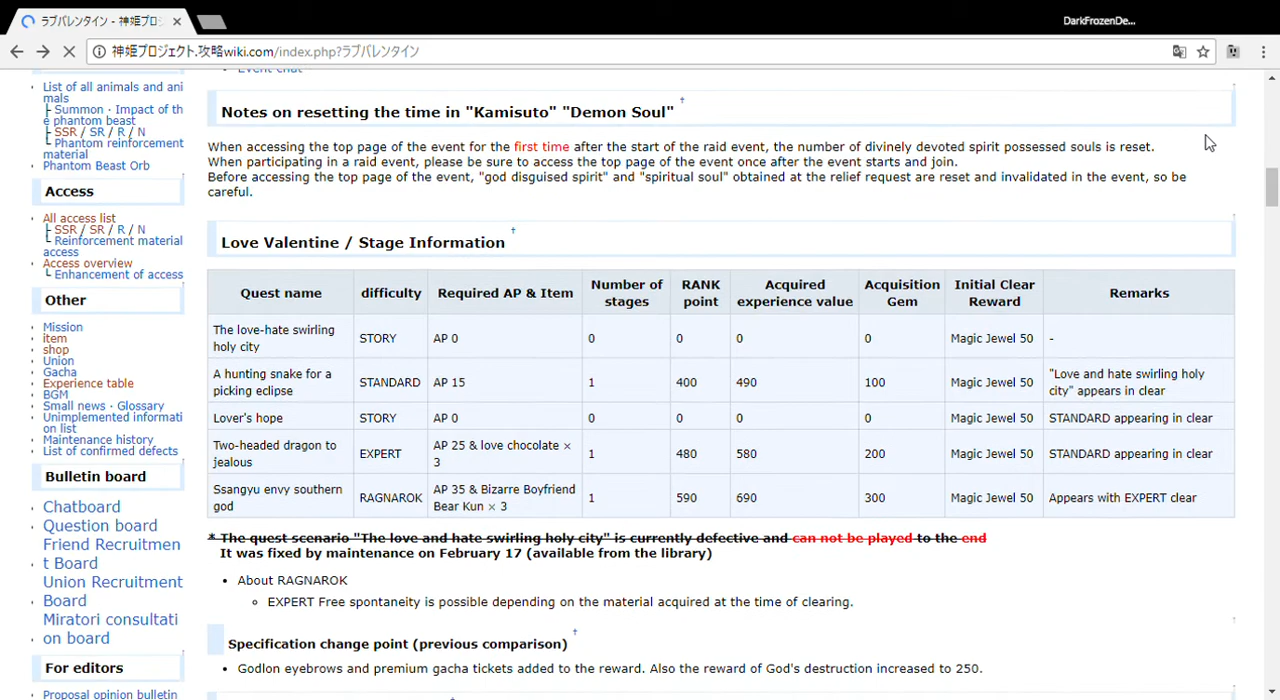 ラブバレンタイン - 神姫プロ
DarkFrozenDe...
神姫プロジェクト.攻略wiki.com/index.php?ラブバレンタイン
List of all animals and ani
mals
├ Summon · Impact of th
e phantom beast
├ SSR / SR / R / N
└ Phantom reinforcement
material
Phantom Beast Orb
Access
All access list
├ SSR / SR / R / N
└ Reinforcement material
access
Access overview
└ Enhancement of access
Other
Mission
item
shop
Union
Gacha
Experience table
BGM
Small news · Glossary
Unimplemented informati
on list
Maintenance history
List of confirmed defects
Bulletin board
Chatboard
Question board
Friend Recruitmen
t Board
Union Recruitment
Board
Miratori consultati
on board
For editors
Proposal opinion bulletin
Event chat
Notes on resetting the time in "Kamisuto" "Demon Soul" †
When accessing the top page of the event for the first time after the start of the raid event, the number of divinely devoted spirit possessed souls is reset.
When participating in a raid event, please be sure to access the top page of the event once after the event starts and join.
Before accessing the top page of the event, "god disguised spirit" and "spiritual soul" obtained at the relief request are reset and invalidated in the event, so be
careful.
Love Valentine / Stage Information †
Quest name difficulty Required AP & Item Number of stages RANK point Acquired experience value Acquisition Gem Initial Clear Reward Remarks
The love-hate swirling holy city STORY AP 0 0 0 0 0 Magic Jewel 50 -
A hunting snake for a picking eclipse STANDARD AP 15 1 400 490 100 Magic Jewel 50 "Love and hate swirling holy city" appears in clear
Lover's hope STORY AP 0 0 0 0 0 Magic Jewel 50 STANDARD appearing in clear
Two-headed dragon to jealous EXPERT AP 25 & love chocolate × 3 1 480 580 200 Magic Jewel 50 STANDARD appearing in clear
Ssangyu envy southern god RAGNAROK AP 35 & Bizarre Boyfriend Bear Kun × 3 1 590 690 300 Magic Jewel 50 Appears with EXPERT clear
* The quest scenario "The love and hate swirling holy city" is currently defective and can not be played to the end
It was fixed by maintenance on February 17 (available from the library)
About RAGNAROK
EXPERT Free spontaneity is possible depending on the material acquired at the time of clearing.
Specification change point (previous comparison) †
Godlon eyebrows and premium gacha tickets added to the reward. Also the reward of God's destruction increased to 250.